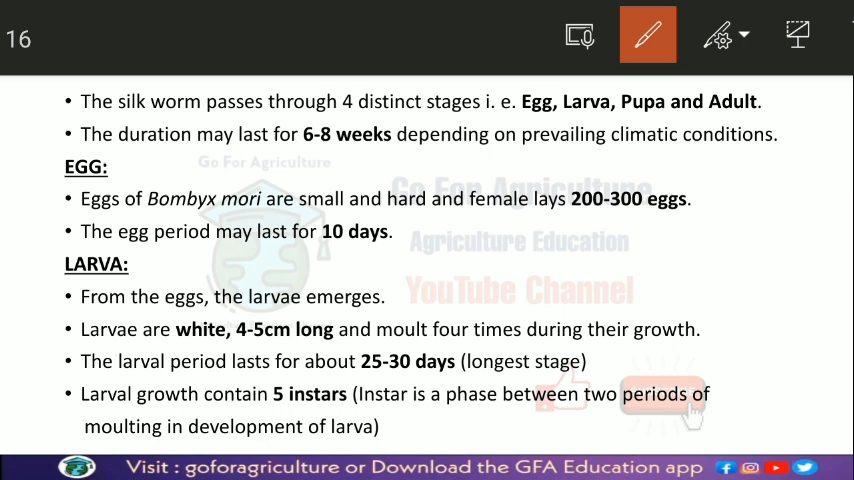 16
• The silk worm passes through 4 distinct stages i. e. Egg, Larva, Pupa and Adult.
• The duration may last for 6-8 weeks depending on prevailing climatic conditions.
Go For Agriculture
EGG:
Go For Agriculture
• Eggs of Bombyx mori are small and hard and female lays 200-300 eggs.
• The egg period may last for 10 days.
Agriculture Education
LARVA:
YouTube Channel
• From the eggs, the larvae emerges.
• Larvae are white, 4-5cm long and moult four times during their growth.
• The larval period lasts for about 25-30 days (longest stage)
• Larval growth contain 5 instars (Instar is a phase between two periods of
moulting in development of larva)
Visit : goforagriculture or Download the GFA Education app